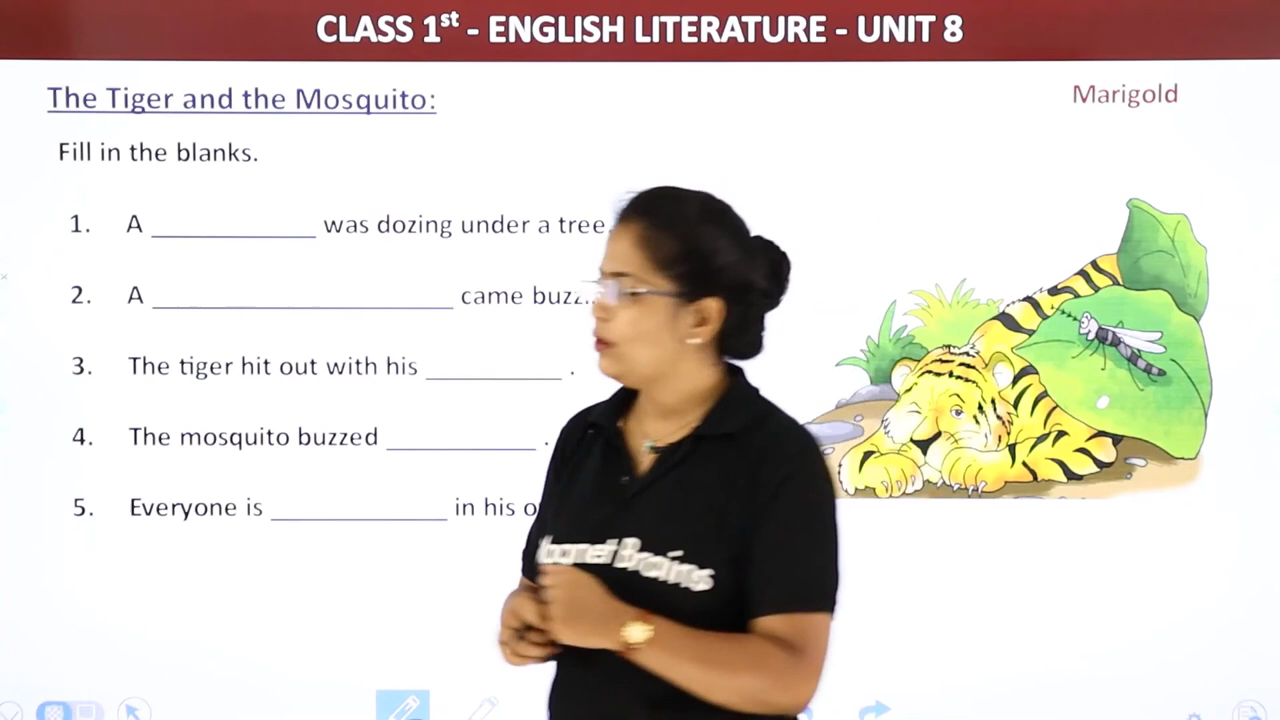 CLASS 1st - ENGLISH LITERATURE - UNIT 8
The Tiger and the Mosquito:
Marigold
Fill in the blanks.
1. A ____________ was dozing under a tree.
2. A ______________________ came
3. The tiger hit out with his __________ .
4. The mosquito buzzed ___________ .
5. Everyone is _____________ in his
Brains